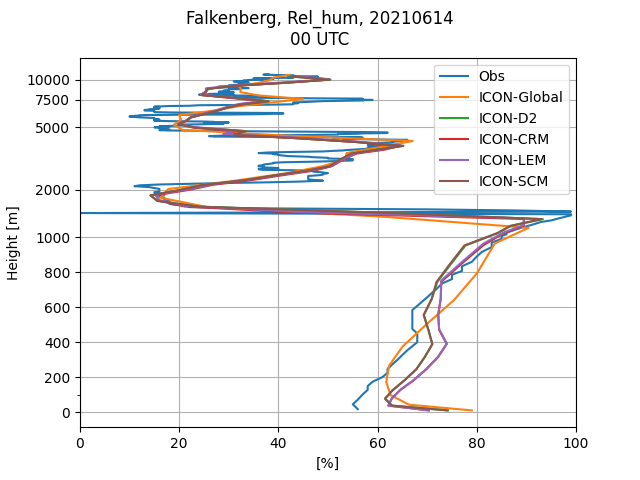 Falkenberg, Rel_hum, 20210614
00 UTC
Obs
ICON-Global
ICON-D2
ICON-CRM
ICON-LEM
ICON-SCM
10000
7500
5000
2000
1000
800
600
400
200
0
Height [m]
0 20 40 60 80 100
[%]